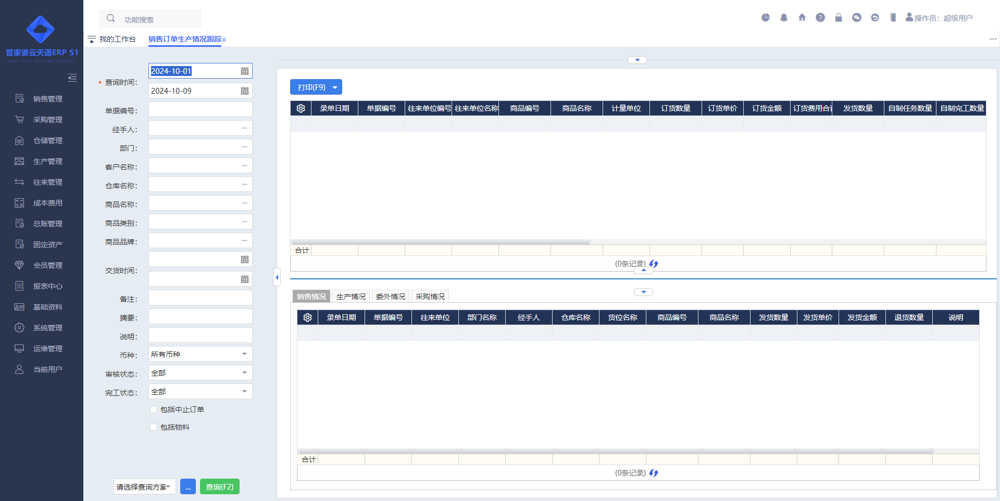 功能搜索
操作员：超级用户
我的工作台
销售订单生产情况跟踪×
管家婆云天通ERP S1
GUAN JIA PO YUN TIANTONGERPS1
销售管理
采购管理
仓储管理
生产管理
往来管理
成本费用
总账管理
固定资产
会员管理
报表中心
基础资料
系统管理
运维管理
当前用户
* 查询时间：
2024-10-01
2024-10-09
单据编号：
经手人： ...
部门： ...
客户名称： ...
仓库名称： ...
商品名称： ...
商品类别： ...
商品品牌： ...
交货时间：
备注：
摘要：
说明：
币种： 所有币种
审核状态： 全部
完工状态： 全部
包括中止订单
包括物料
请选择查询方案 ... 查询(F2)
打印(F9)
录单日期 单据编号 往来单位编号 往来单位名称 商品编号 商品名称 计量单位 订货数量 订货单价 订货金额 订货费用合计 发货数量 自制任务数量 自制完工数量
合计
(0条记录)
销售情况 生产情况 委外情况 采购情况
录单日期 单据编号 往来单位 部门名称 经手人 仓库名称 货位名称 商品编号 商品名称 发货数量 发货单价 发货金额 退货数量 说明
合计
(0条记录)